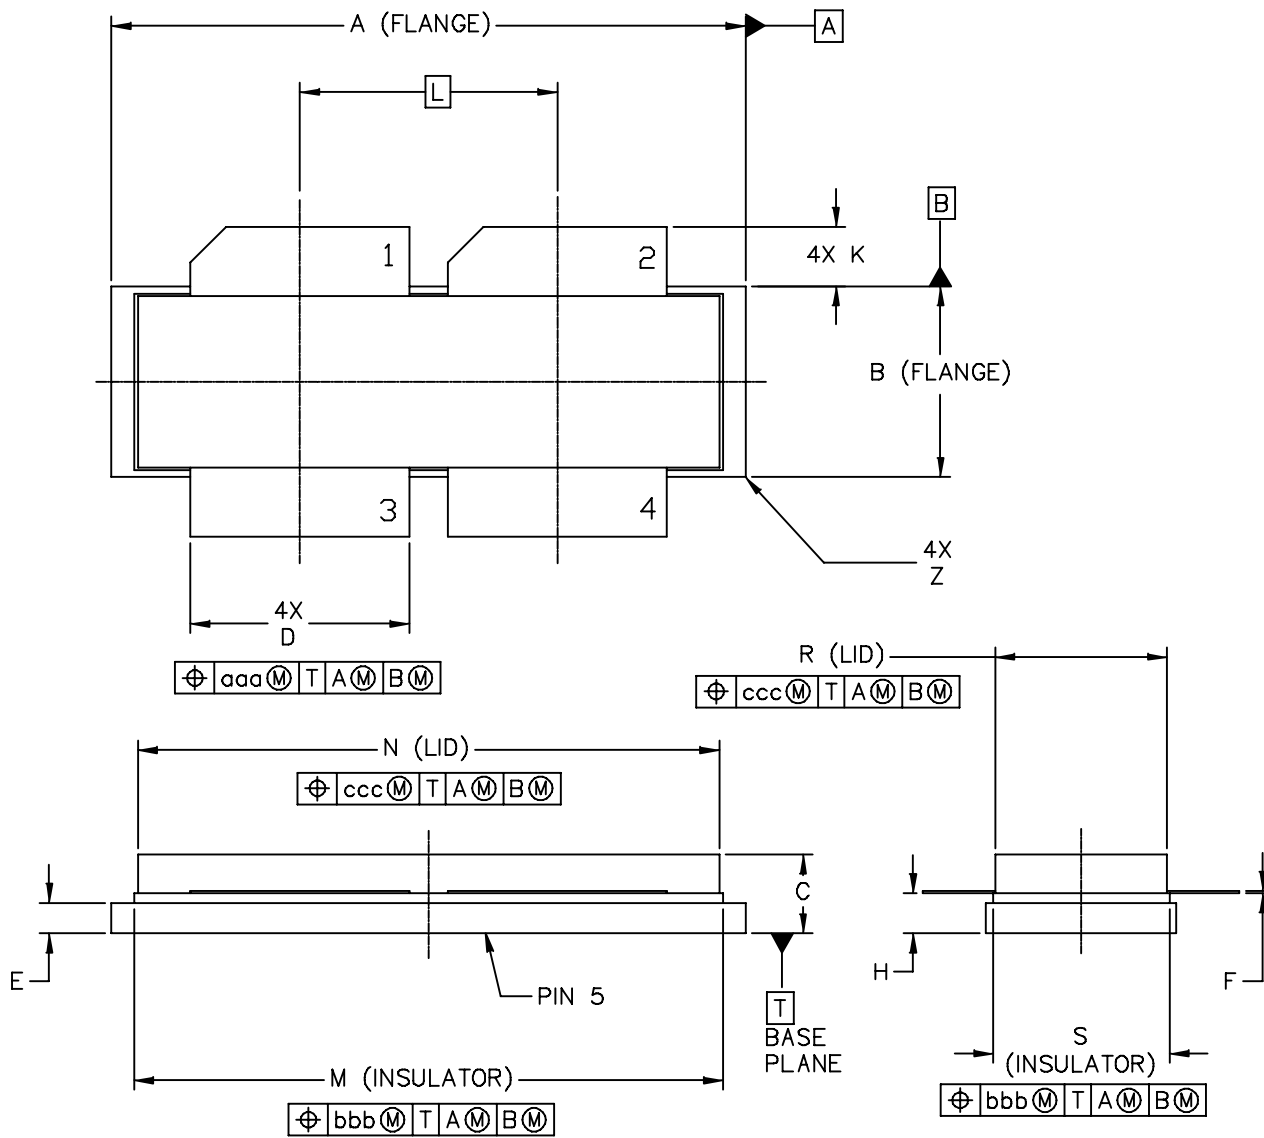 A (FLANGE)
A
L
B
1
2
4X K
B (FLANGE)
3
4
4X
Z
4X
D
⌖ aaa Ⓜ T A Ⓜ B Ⓜ
R (LID)
⌖ ccc Ⓜ T A Ⓜ B Ⓜ
N (LID)
⌖ ccc Ⓜ T A Ⓜ B Ⓜ
C
E
PIN 5
H
F
T
BASE
PLANE
S
(INSULATOR)
M (INSULATOR)
⌖ bbb Ⓜ T A Ⓜ B Ⓜ
⌖ bbb Ⓜ T A Ⓜ B Ⓜ